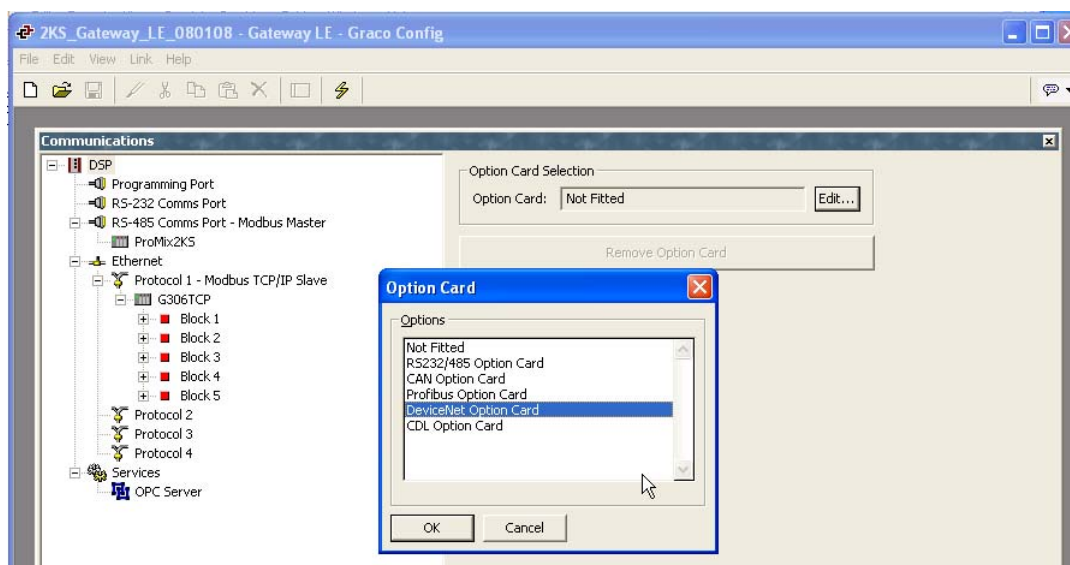 2KS_Gateway_LE_080108 - Gateway LE - Graco Config
File Edit View Link Help
Communications
DSP
Programming Port
RS-232 Comms Port
RS-485 Comms Port - Modbus Master
ProMix2KS
Ethernet
Protocol 1 - Modbus TCP/IP Slave
G306TCP
Block 1
Block 2
Block 3
Block 4
Block 5
Protocol 2
Protocol 3
Protocol 4
Services
OPC Server
Option Card Selection
Option Card: Not Fitted Edit...
Remove Option Card
Option Card
Options
Not Fitted
RS232/485 Option Card
CAN Option Card
Profibus Option Card
DeviceNet Option Card
CDL Option Card
OK Cancel